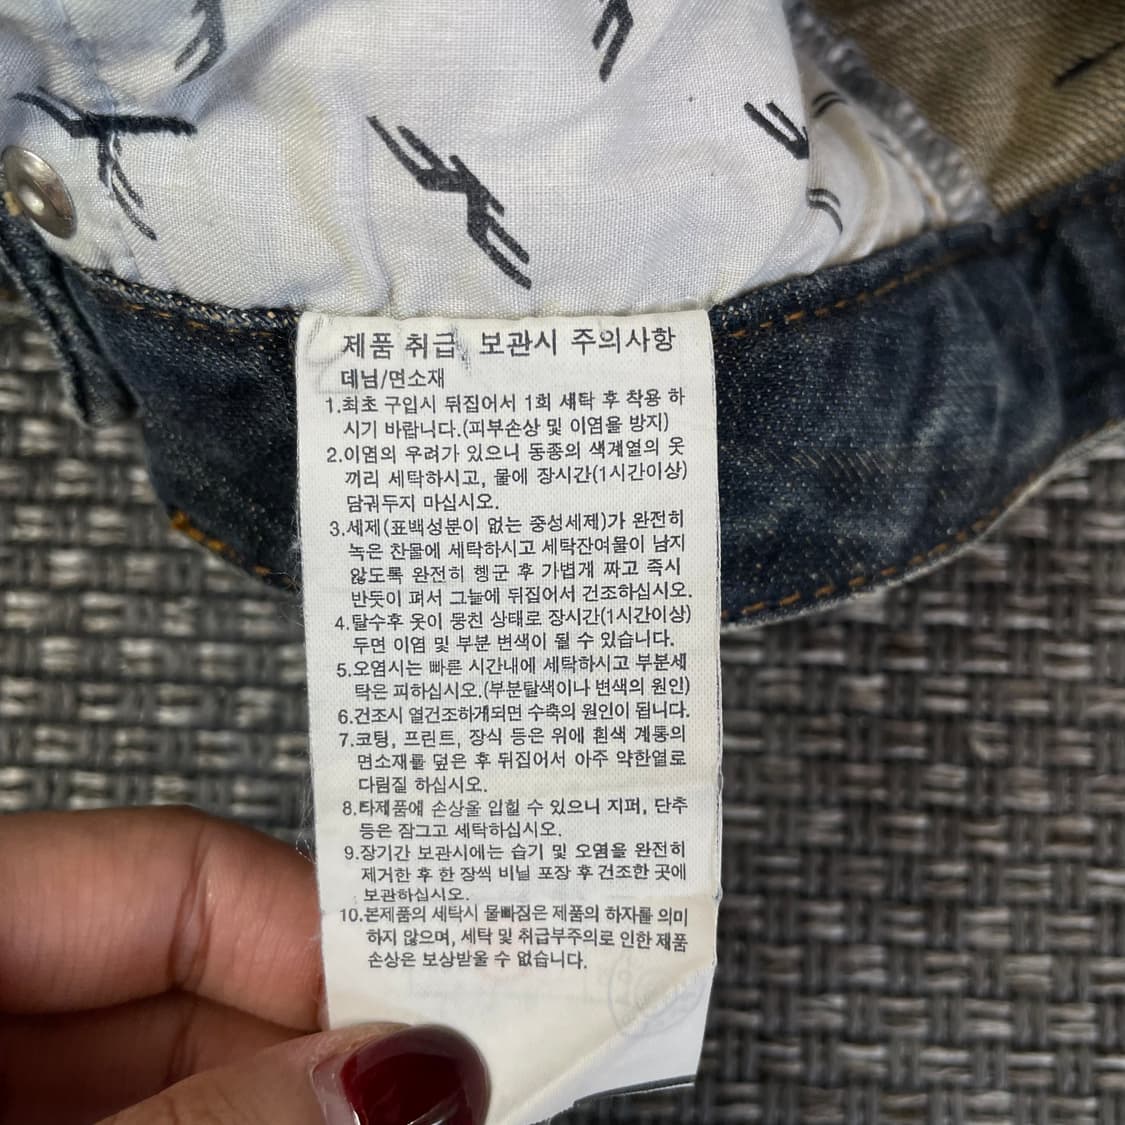 제품 취급, 보관시 주의사항
데님/면소재
1.최초 구입시 뒤집어서 1회 세탁 후 착용 하
시기 바랍니다.(피부손상 및 이염을 방지)
2.이염의 우려가 있으니 동종의 색계열의 옷
끼리 세탁하시고, 물에 장시간(1시간이상)
담궈두지 마십시오.
3.세제(표백성분이 없는 중성세제)가 완전히
녹은 찬물에 세탁하시고 세탁잔여물이 남지
않도록 완전히 헹군 후 가볍게 짜고 즉시
반듯이 펴서 그늘에 뒤집어서 건조하십시오.
4.탈수후 옷이 뭉친 상태로 장시간(1시간이상)
두면 이염 및 부분 변색이 될 수 있습니다.
5.오염시는 빠른 시간내에 세탁하시고 부분세
탁은 피하십시오.(부분탈색이나 변색의 원인)
6.건조시 열건조하게되면 수축의 원인이 됩니다.
7.코팅, 프린트, 장식 등은 위에 흰색 계통의
면소재를 덮은 후 뒤집어서 아주 약한열로
다림질 하십시오.
8.타제품에 손상을 입힐 수 있으니 지퍼, 단추
등은 잠그고 세탁하십시오.
9.장기간 보관시에는 습기 및 오염을 완전히
제거한 후 한 장씩 비닐 포장 후 건조한 곳에
보관하십시오.
10.본제품의 세탁시 물빠짐은 제품의 하자를 의미
하지 않으며, 세탁 및 취급부주의로 인한 제품
손상은 보상받을 수 없습니다.